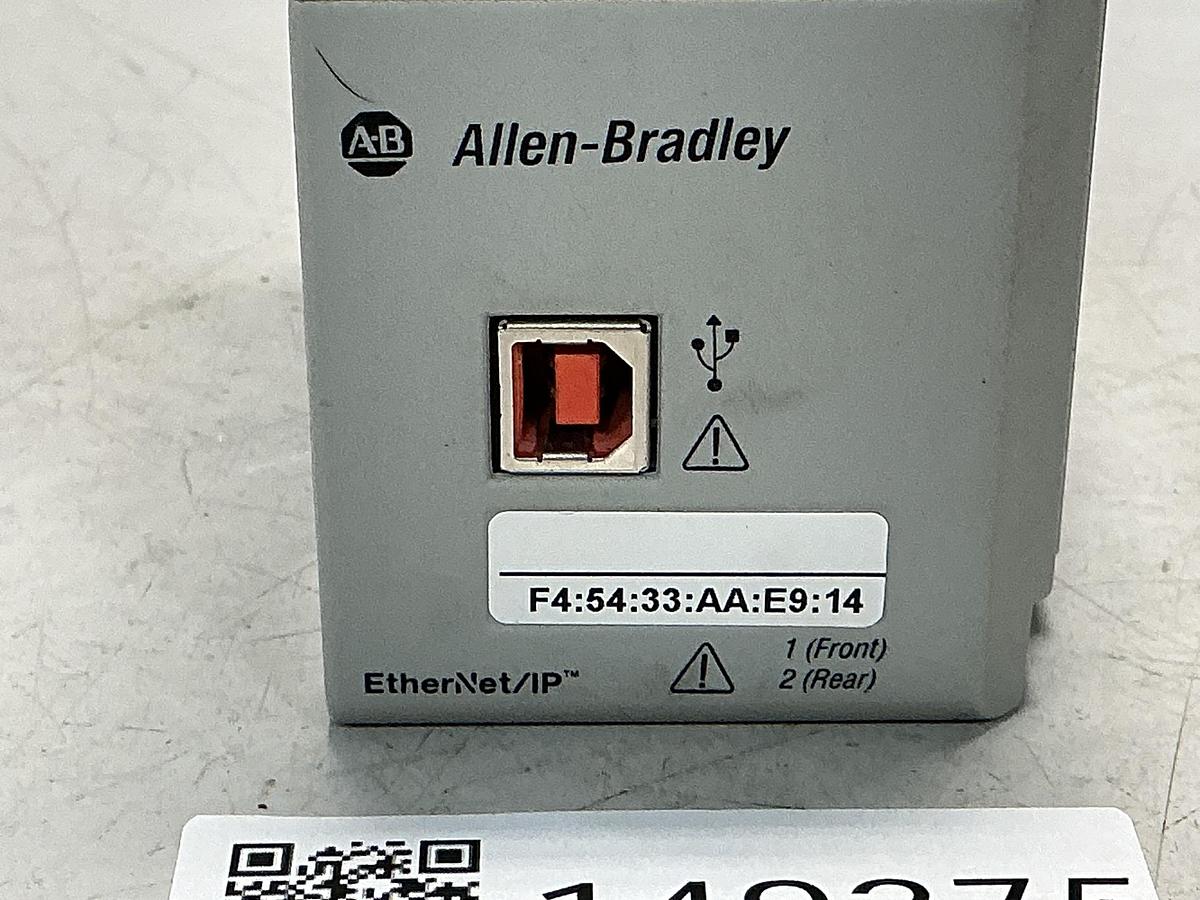 A-B Allen-Bradley
F4:54:33:AA:E9:14
1 (Front)
2 (Rear)
EtherNet/IP™